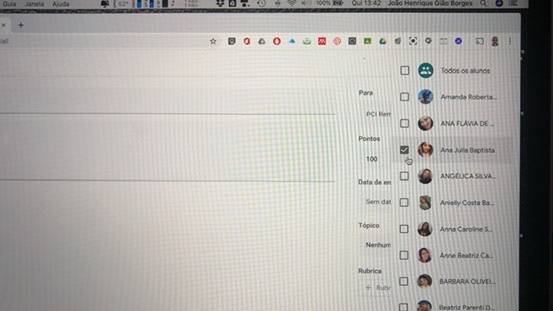 Guia Janela Ajuda 52° 100% Qui 13:42 João Henrique Gião Borges
Todos os alunos
Para
Amanda Roberta...
PCI Rem
ANA FLÁVIA DE ...
Pontos
Ana Julia Baptista
100
ANGÉLICA SILVA...
Data de en
Sem dat
Anielly Costa Ba...
Tópico
Anna Caroline S...
Nenhum
Anne Beatriz Ca...
Rubrica
BARBARA OLIVEI...
+ Rubr
Beatriz Parenti D...